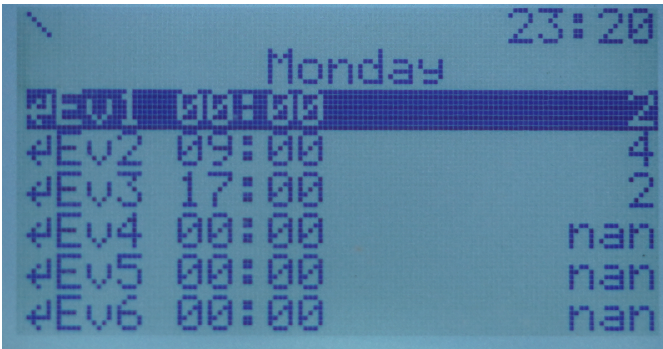 \ 23:20
Monday
↵Ev1 00:00 2
↵Ev2 09:00 4
↵Ev3 17:00 2
↵Ev4 00:00 nan
↵Ev5 00:00 nan
↵Ev6 00:00 nan